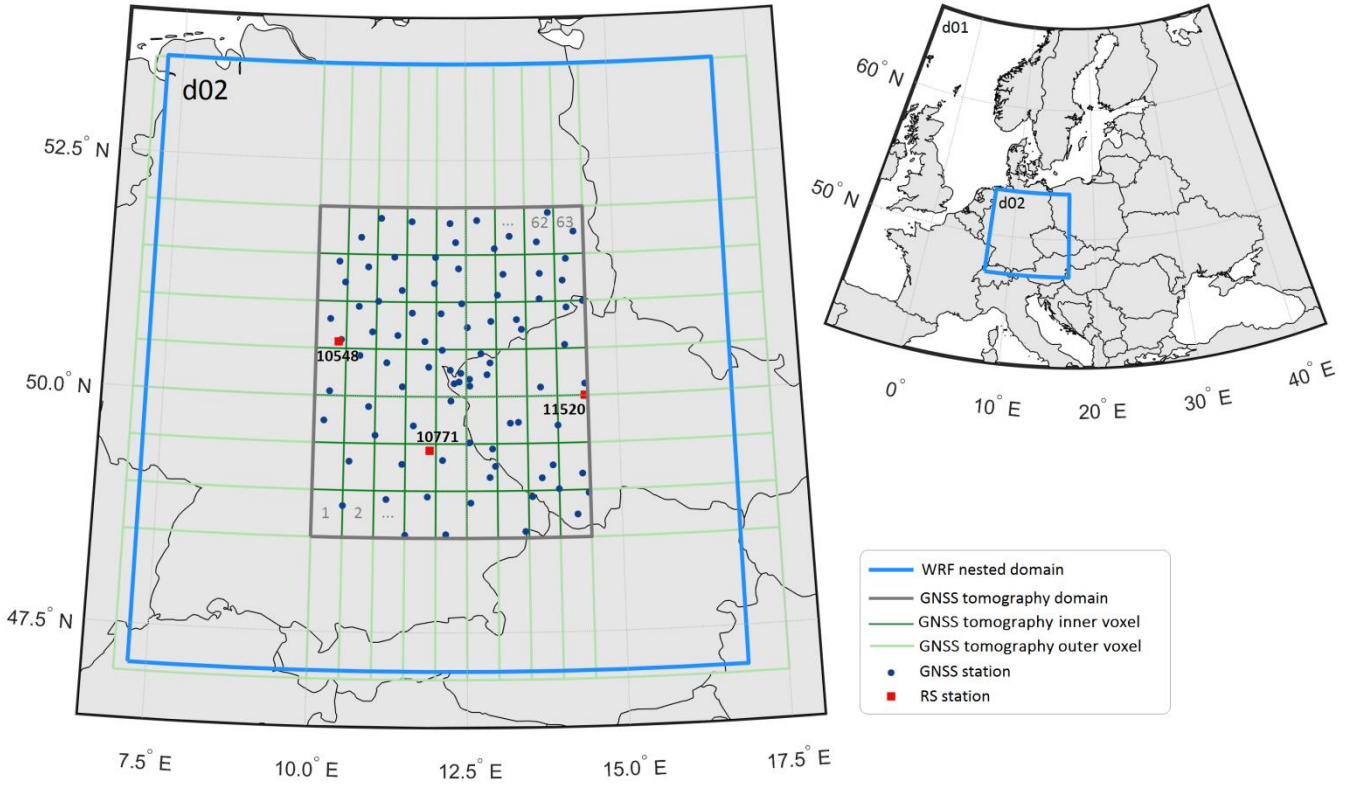 d02
52.5° N
50.0° N
47.5° N
7.5° E
10.0° E
12.5° E
15.0° E
17.5° E
... 62 63
10548
11520
10771
1 2 ...
d01
60° N
50° N
d02
0°
10° E
20° E
30° E
40° E
WRF nested domain
GNSS tomography domain
GNSS tomography inner voxel
GNSS tomography outer voxel
GNSS station
RS station